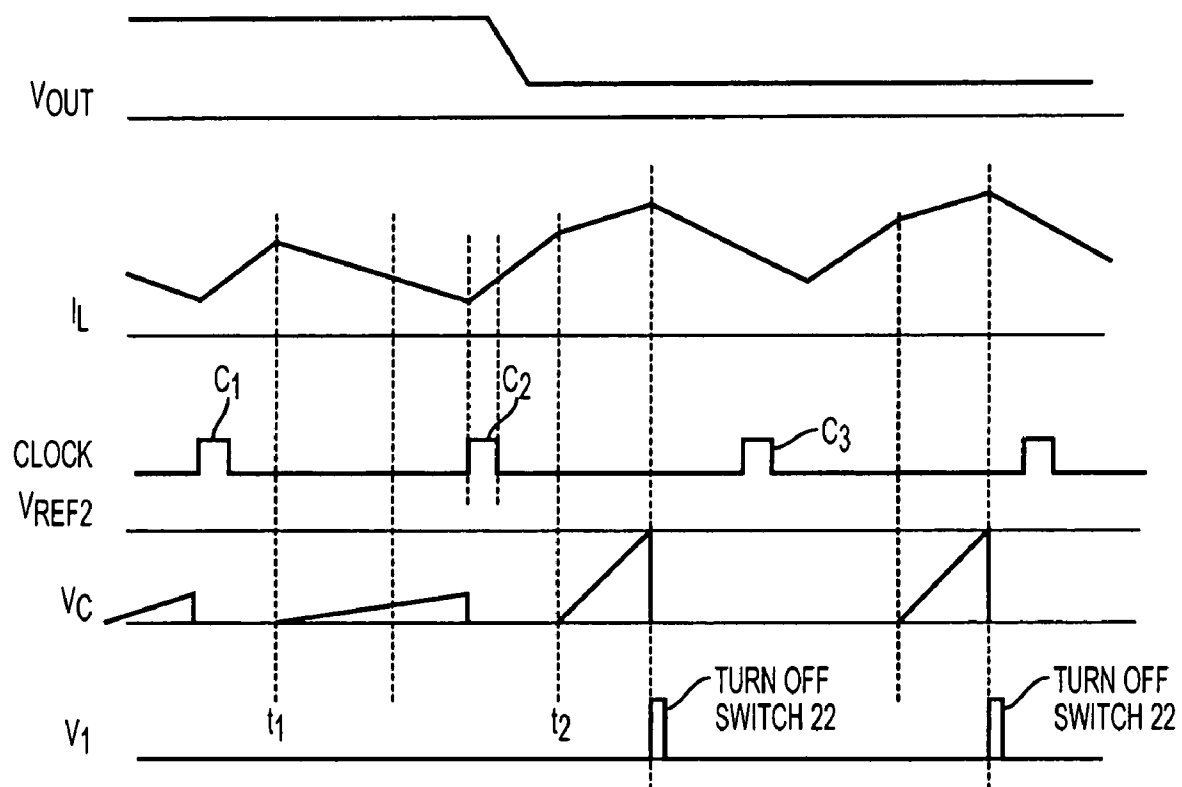 VOUT
IL
C1
C2
C3
CLOCK
VREF2
VC
TURN OFF
SWITCH 22
TURN OFF
SWITCH 22
t1
t2
V1